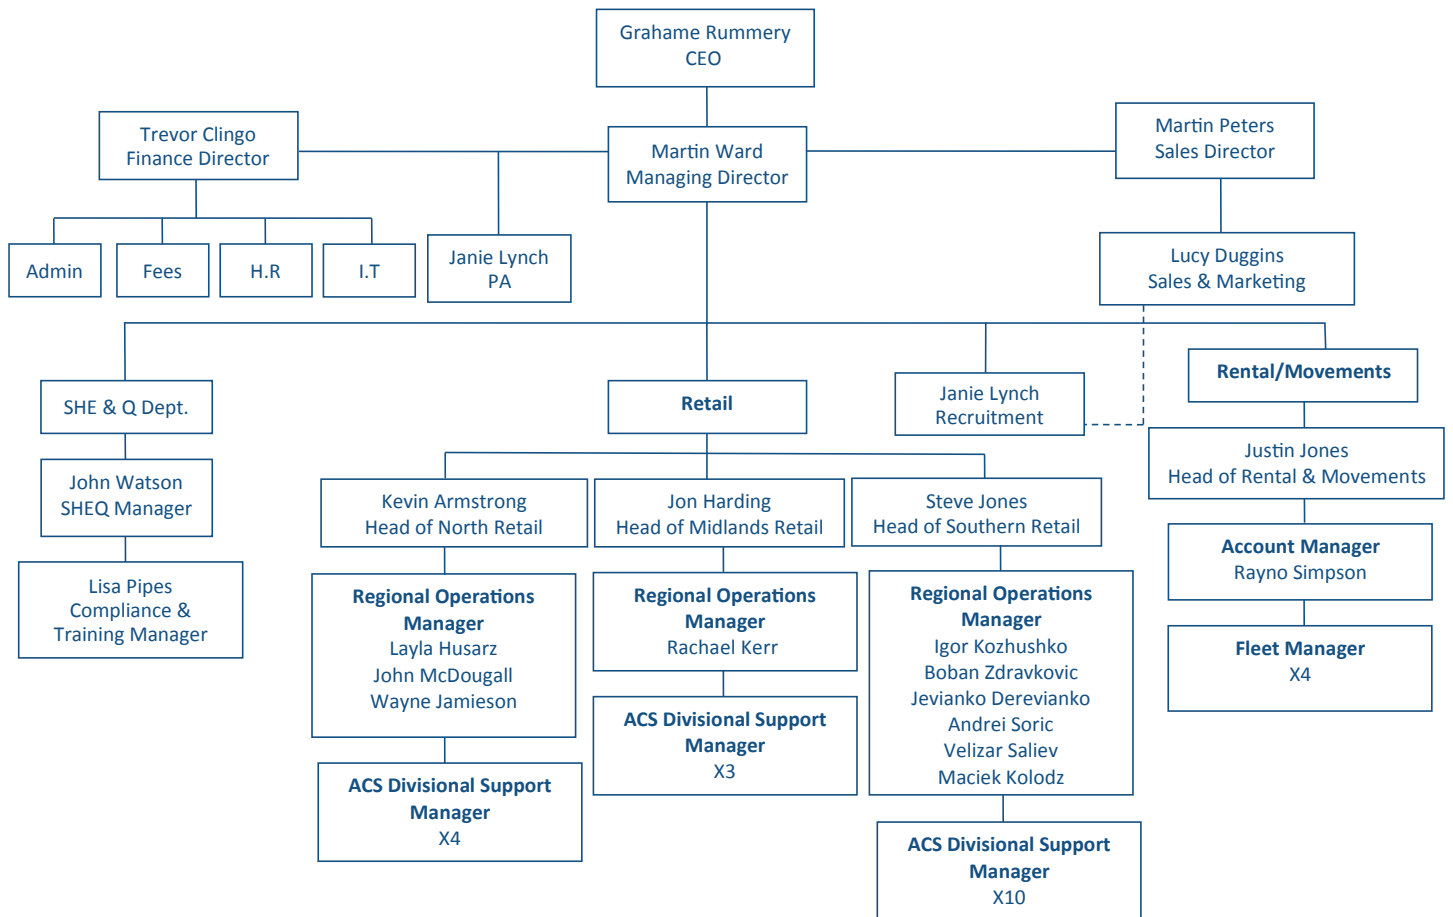 Grahame Rummery
CEO
Trevor Clingo
Finance Director
Martin Ward
Managing Director
Martin Peters
Sales Director
Admin
Fees
H.R
I.T
Janie Lynch
PA
Lucy Duggins
Sales & Marketing
SHE & Q Dept.
Retail
Janie Lynch
Recruitment
Rental/Movements
John Watson
SHEQ Manager
Kevin Armstrong
Head of North Retail
Jon Harding
Head of Midlands Retail
Steve Jones
Head of Southern Retail
Justin Jones
Head of Rental & Movements
Lisa Pipes
Compliance &
Training Manager
Regional Operations
Manager
Layla Husarz
John McDougall
Wayne Jamieson
Regional Operations
Manager
Rachael Kerr
Regional Operations
Manager
Igor Kozhushko
Boban Zdravkovic
Jevianko Derevianko
Andrei Soric
Velizar Saliev
Maciek Kolodz
Account Manager
Rayno Simpson
Fleet Manager
X4
ACS Divisional Support
Manager
X4
ACS Divisional Support
Manager
X3
ACS Divisional Support
Manager
X10